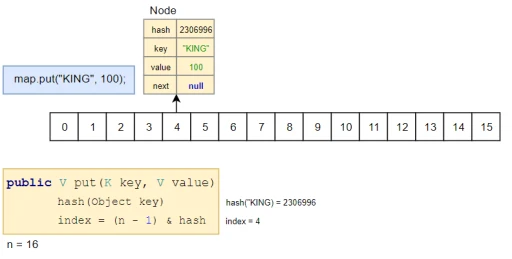 Node
hash 2306996
key "KING"
value 100
next null
map.put("KING", 100);
0 1 2 3 4 5 6 7 8 9 10 11 12 13 14 15
public V put(K key, V value)
hash(Object key)
index = (n - 1) & hash
hash("KING) = 2306996
index = 4
n = 16